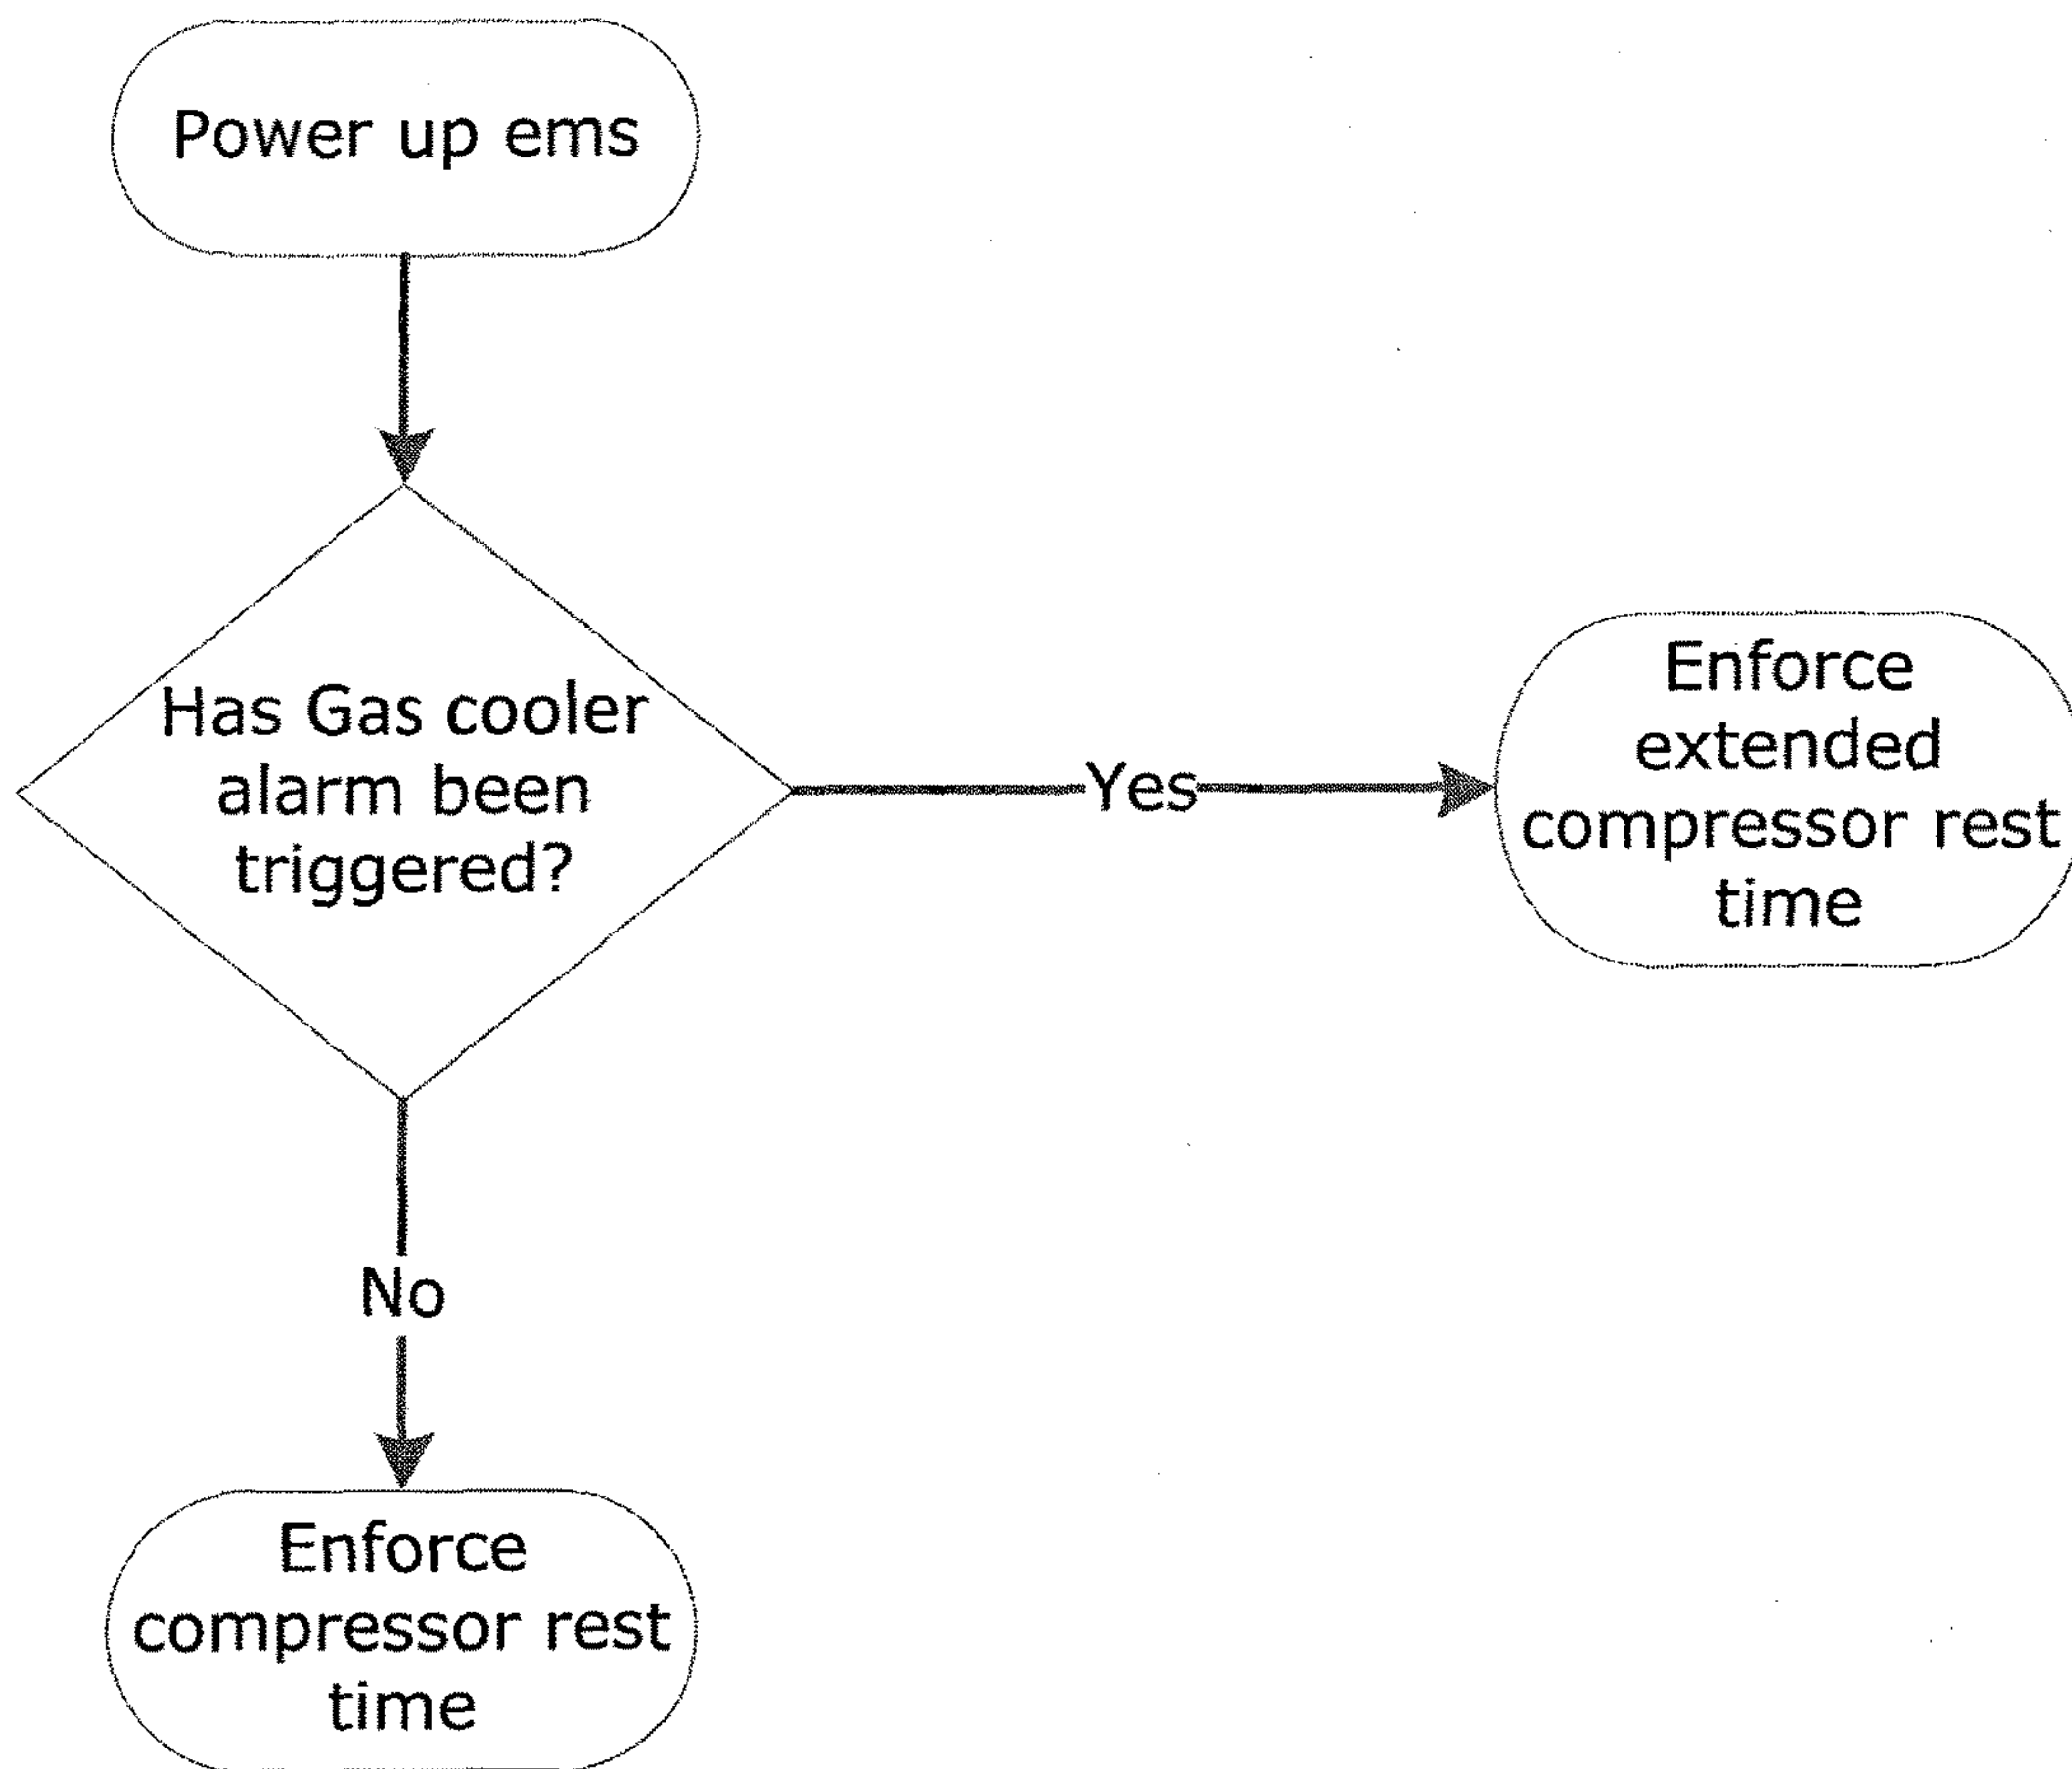 Power up ems
Has Gas cooler
alarm been
triggered?
Yes
Enforce
extended
compressor rest
time
No
Enforce
compressor rest
time